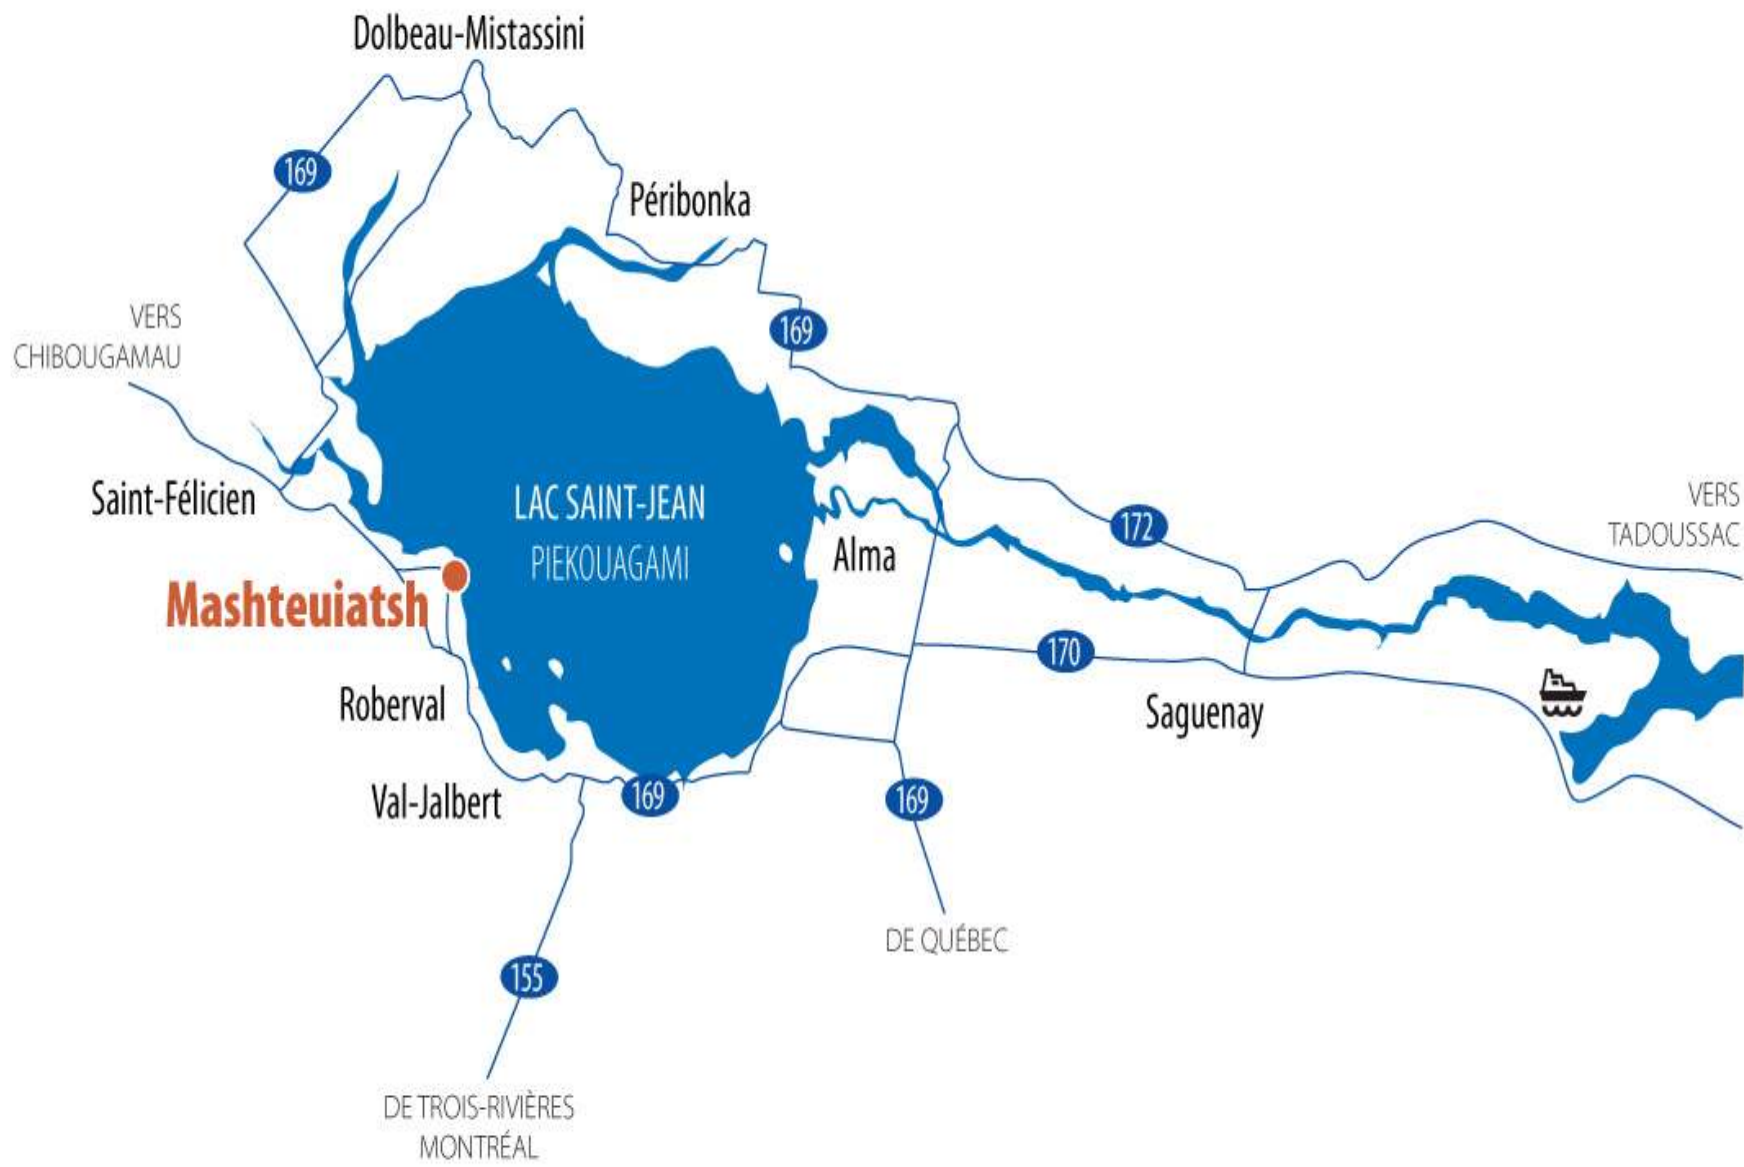 Dolbeau-Mistassini
169
Péribonka
VERS
CHIBOUGAMAU
169
Saint-Félicien
LAC SAINT-JEAN
PIEKOUAGAMI
Alma
172
VERS
TADOUSSAC
Mashteuiatsh
170
Roberval
Saguenay
Val-Jalbert
169
169
DE QUÉBEC
155
DE TROIS-RIVIÈRES
MONTRÉAL